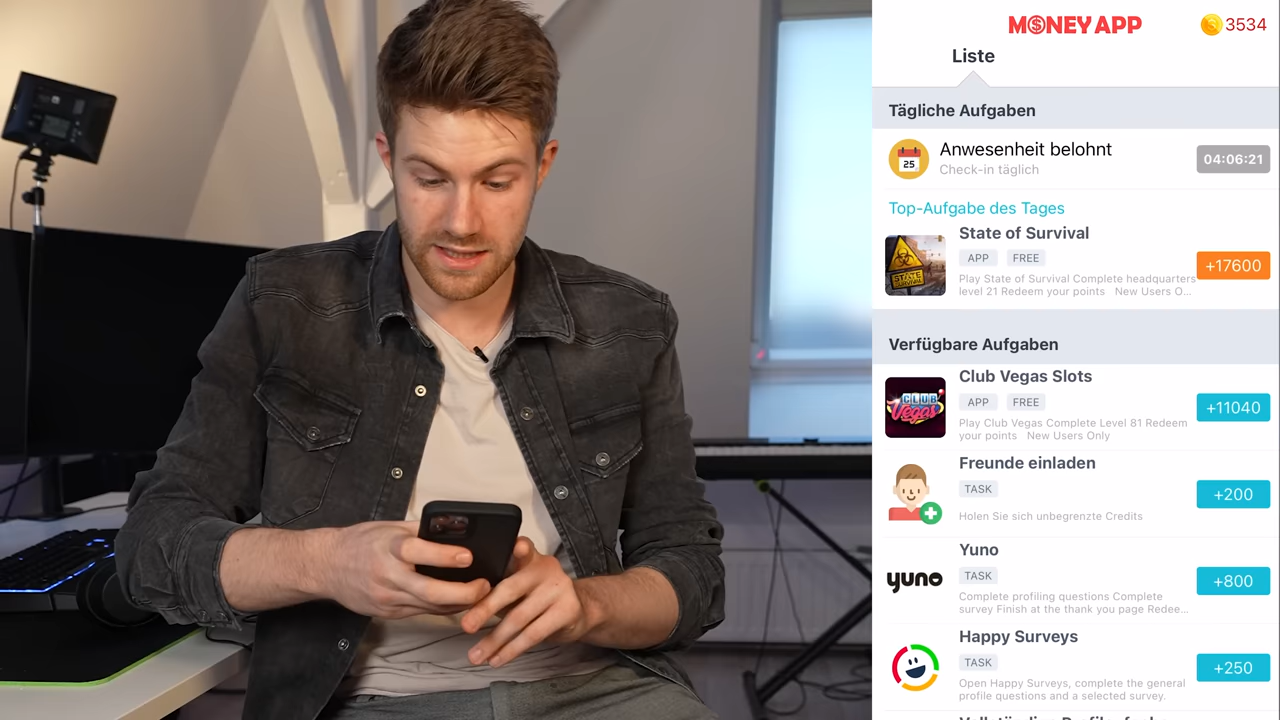 MONEY APP
3534
Liste
Tägliche Aufgaben
25
Anwesenheit belohnt
Check-in täglich
04:06:21
Top-Aufgabe des Tages
STATE
SURVIVAL
State of Survival
APP FREE
Play State of Survival Complete headquarters
level 21 Redeem your points New Users O...
+17600
Verfügbare Aufgaben
CLUB
Vegas
Club Vegas Slots
APP FREE
Play Club Vegas Complete Level 81 Redeem
your points New Users Only
+11040
Freunde einladen
TASK
Holen Sie sich unbegrenzte Credits
+200
yuno
Yuno
TASK
Complete profiling questions Complete
survey Finish at the thank you page Redee...
+800
Happy Surveys
TASK
Open Happy Surveys, complete the general
profile questions and a selected survey.
+250